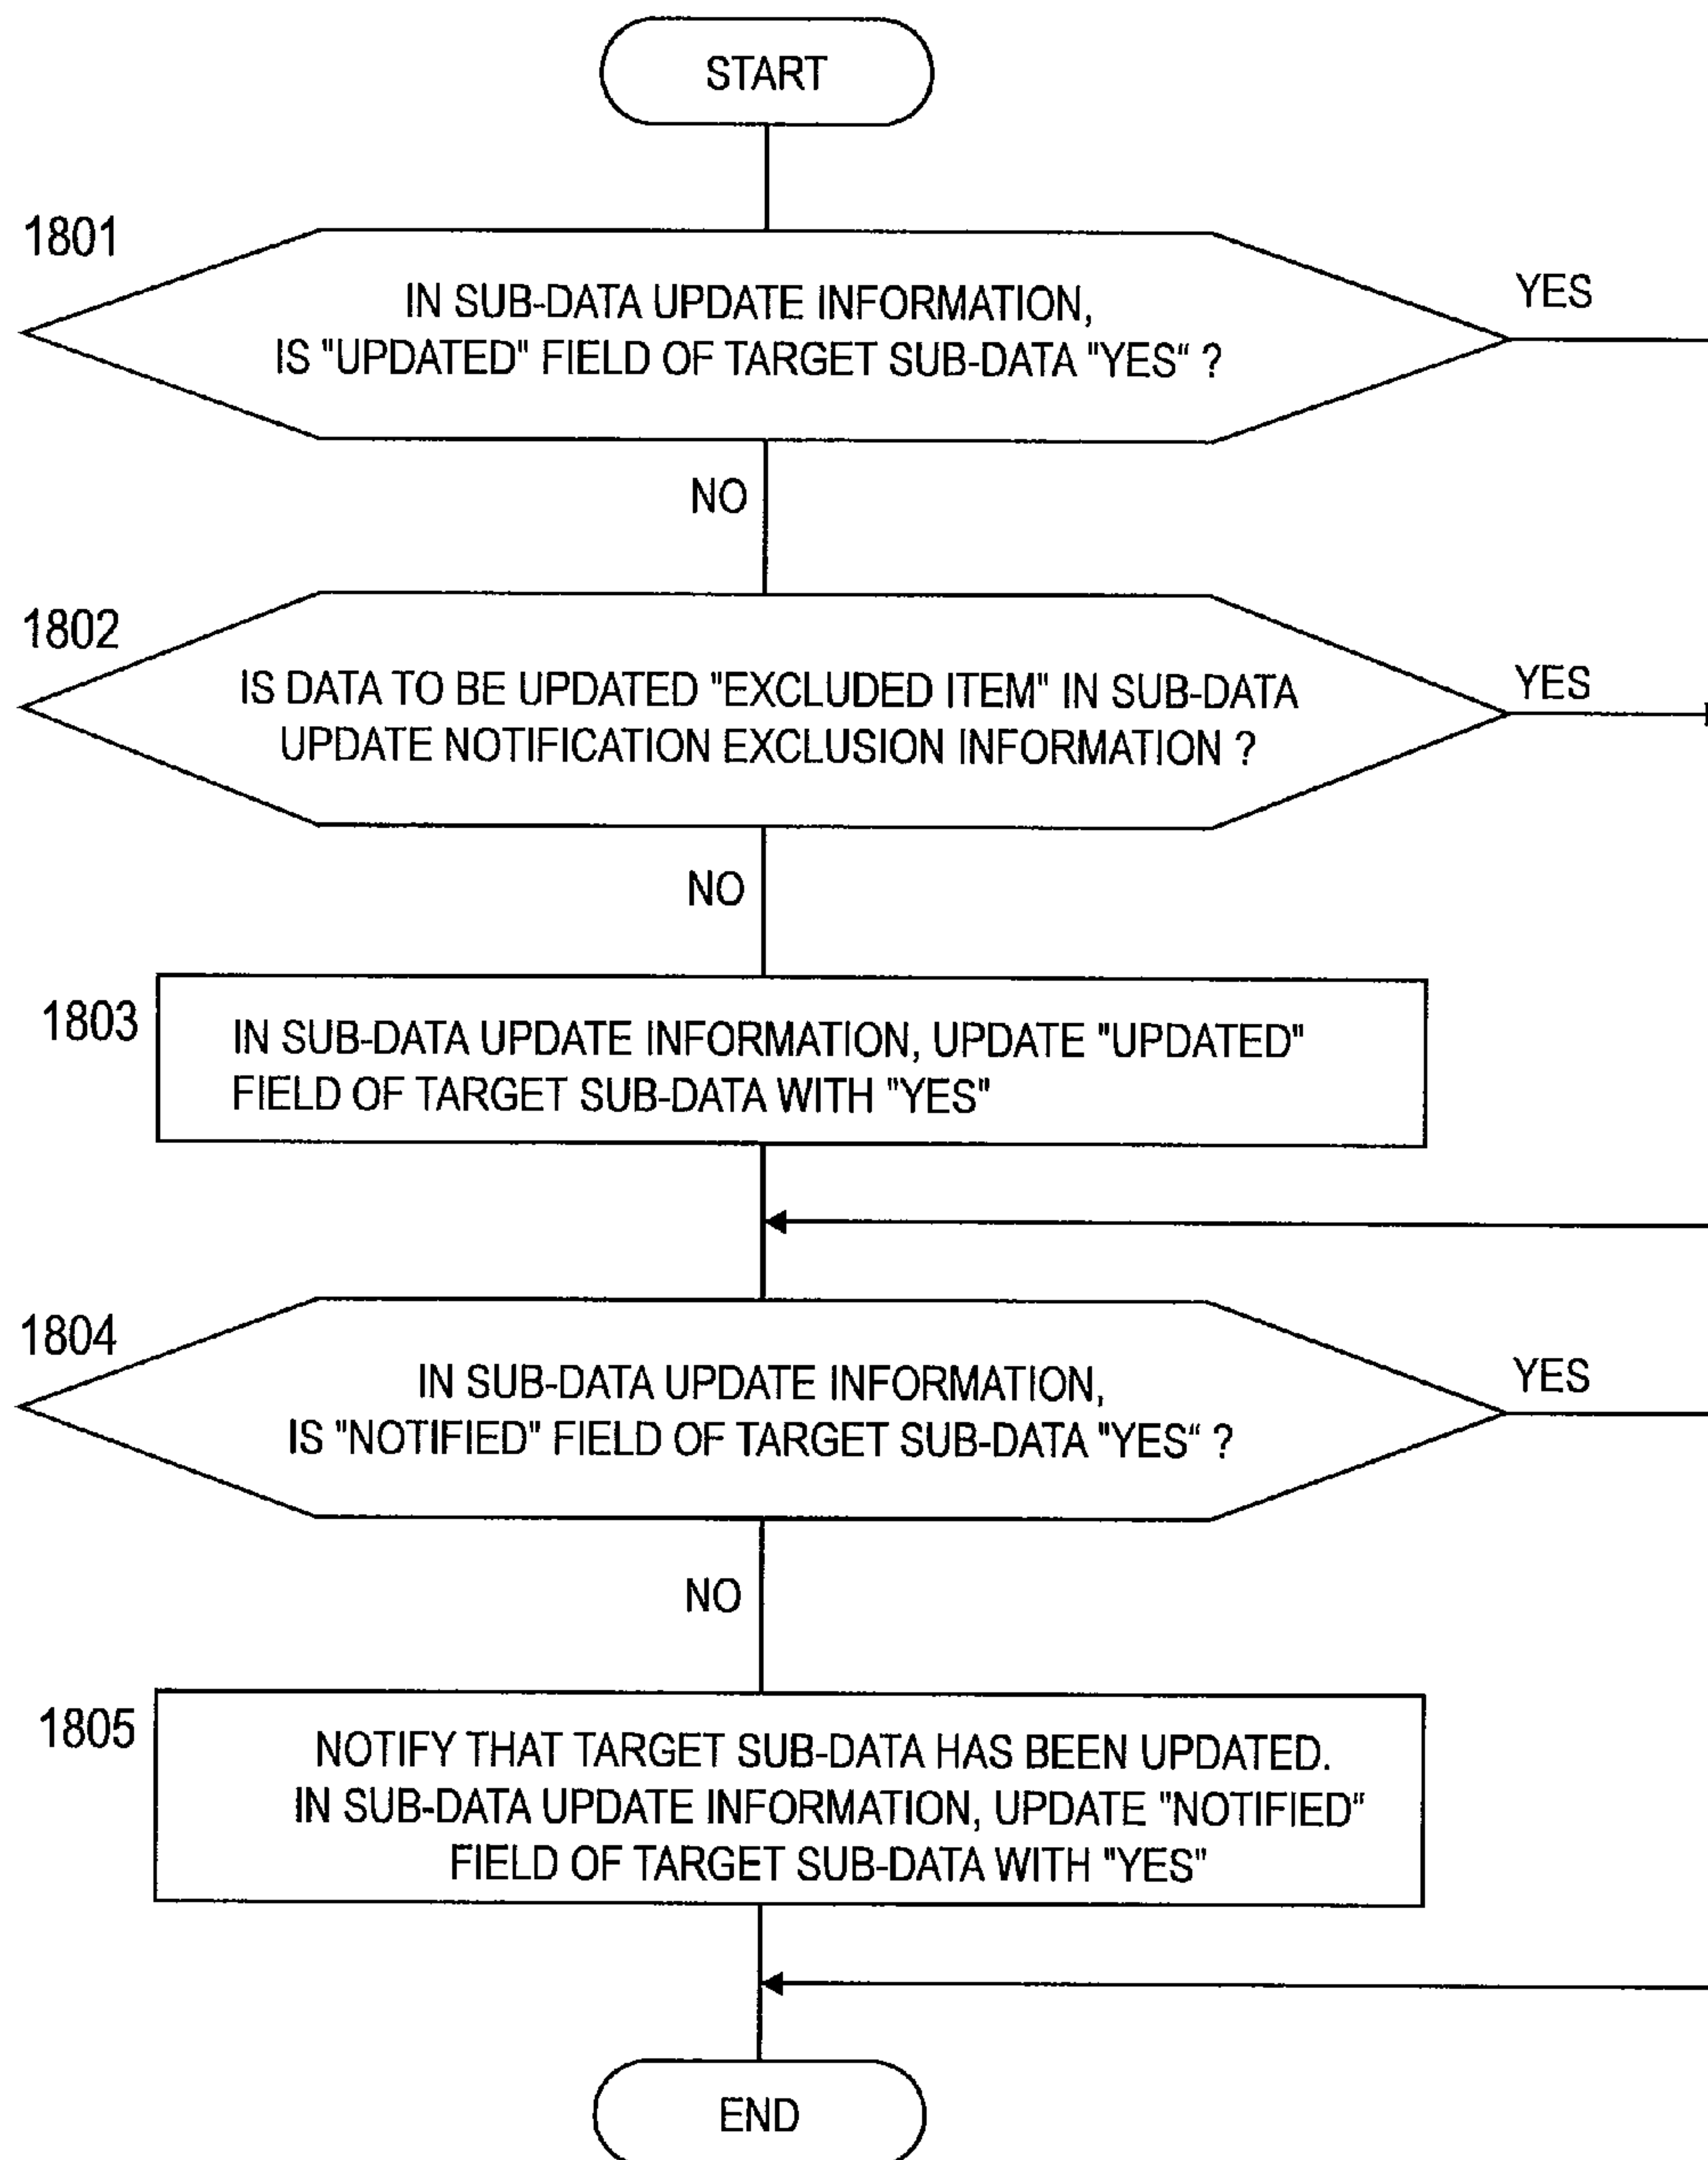 START
1801
IN SUB-DATA UPDATE INFORMATION,
IS "UPDATED" FIELD OF TARGET SUB-DATA "YES" ?
YES
NO
1802
IS DATA TO BE UPDATED "EXCLUDED ITEM" IN SUB-DATA
UPDATE NOTIFICATION EXCLUSION INFORMATION ?
YES
NO
1803
IN SUB-DATA UPDATE INFORMATION, UPDATE "UPDATED"
FIELD OF TARGET SUB-DATA WITH "YES"
1804
IN SUB-DATA UPDATE INFORMATION,
IS "NOTIFIED" FIELD OF TARGET SUB-DATA "YES" ?
YES
NO
1805
NOTIFY THAT TARGET SUB-DATA HAS BEEN UPDATED.
IN SUB-DATA UPDATE INFORMATION, UPDATE "NOTIFIED"
FIELD OF TARGET SUB-DATA WITH "YES"
END